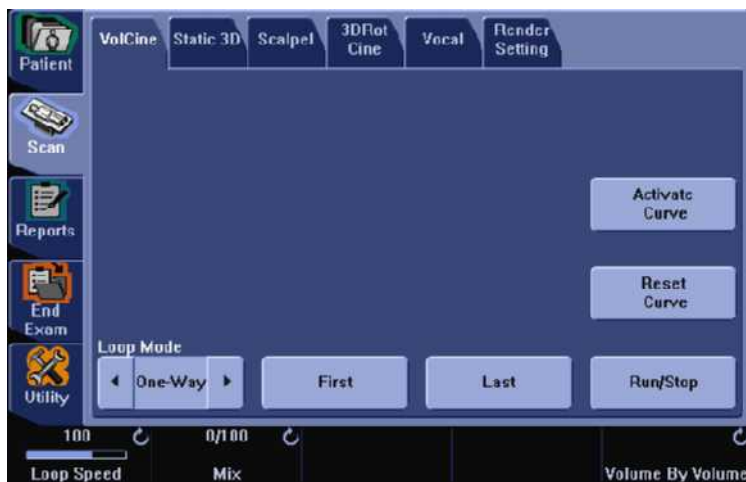 Patient
VolCine
Static 3D
Scalpel
3DRot
Cine
Vocal
Render
Setting
Scan
Activate
Curve
Reports
Reset
Curve
End
Exam
Loop Mode
One-Way
First
Last
Run/Stop
Utility
100
0/100
Loop Speed
Mix
Volume By Volume